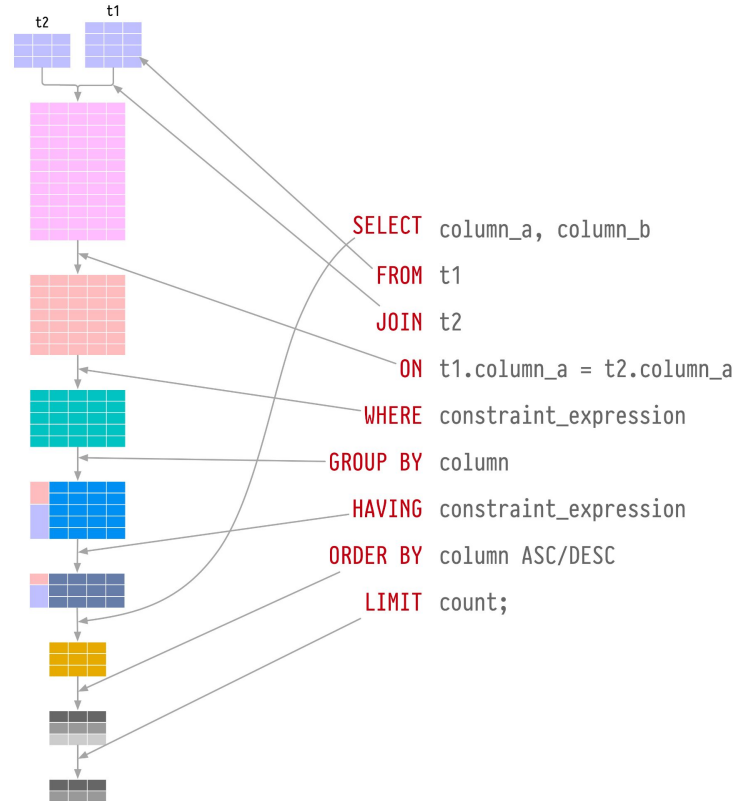 t2
t1
SELECT column_a, column_b
FROM t1
JOIN t2
ON t1.column_a = t2.column_a
WHERE constraint_expression
GROUP BY column
HAVING constraint_expression
ORDER BY column ASC/DESC
LIMIT count;